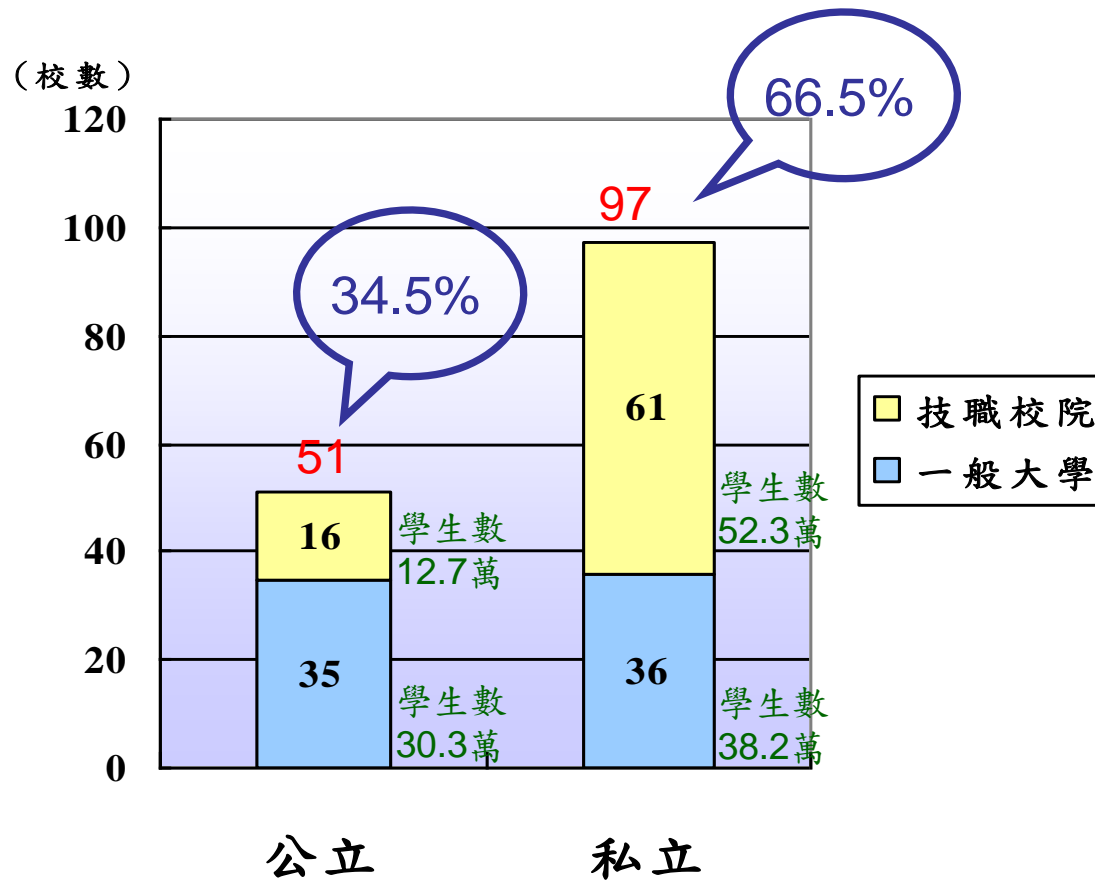 （校數）
120
100
80
60
40
20
0
34.5%
66.5%
51
97
16
61
35
36
學生數
12.7萬
學生數
30.3萬
學生數
52.3萬
學生數
38.2萬
公立
私立
技職校院
一般大學